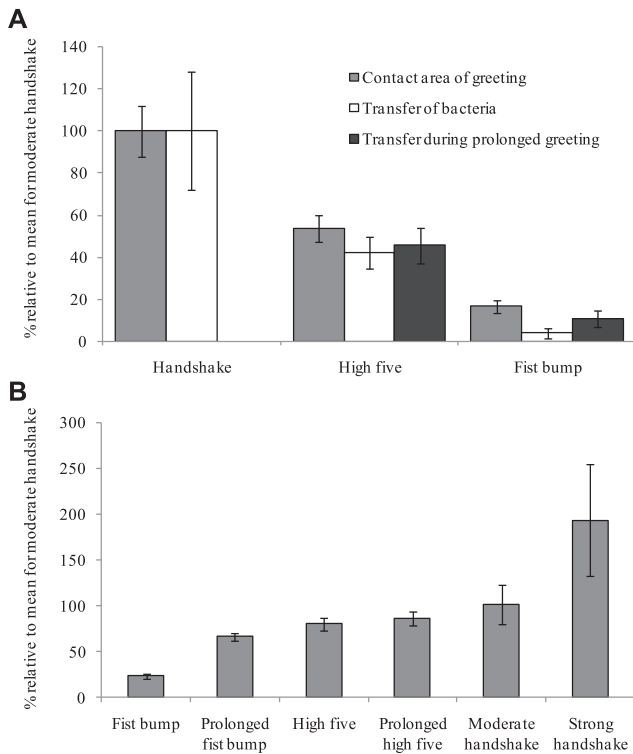 A
% relative to mean for moderate handshake
140
120
100
80
60
40
20
0
Contact area of greeting
Transfer of bacteria
Transfer during prolonged greeting
Handshake High five Fist bump
B
% relative to mean for moderate handshake
300
250
200
150
100
50
0
Fist bump Prolonged High five Prolonged Moderate Strong
fist bump high five handshake handshake